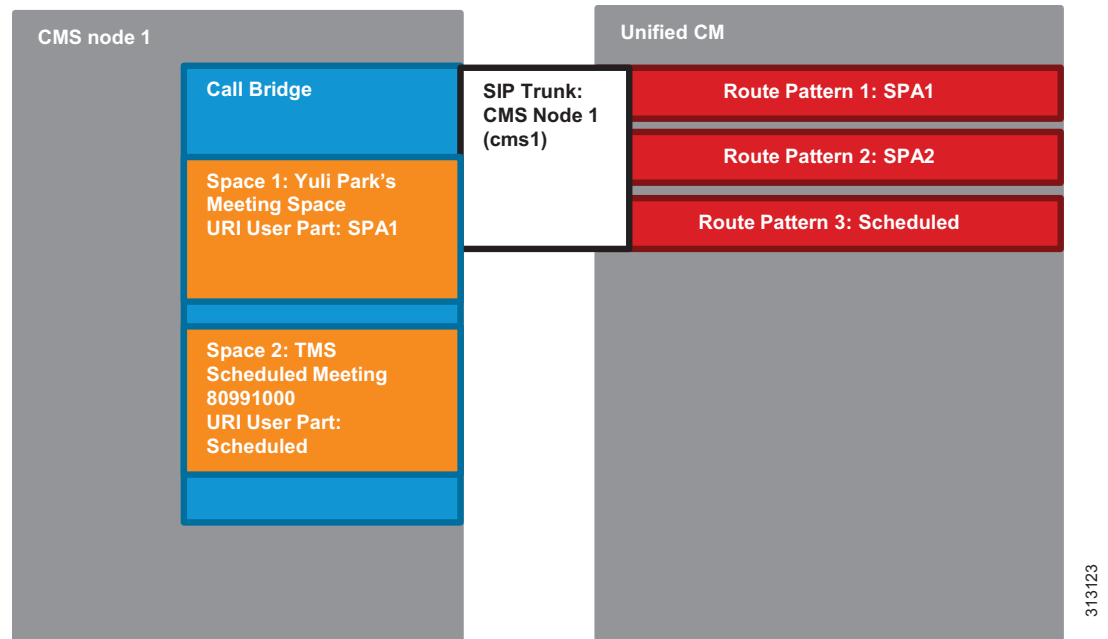 CMS node 1
Call Bridge
Space 1: Yuli Park’s
Meeting Space
URI User Part: SPA1
Space 2: TMS
Scheduled Meeting
80991000
URI User Part:
Scheduled
SIP Trunk:
CMS Node 1
(cms1)
Unified CM
Route Pattern 1: SPA1
Route Pattern 2: SPA2
Route Pattern 3: Scheduled
313123